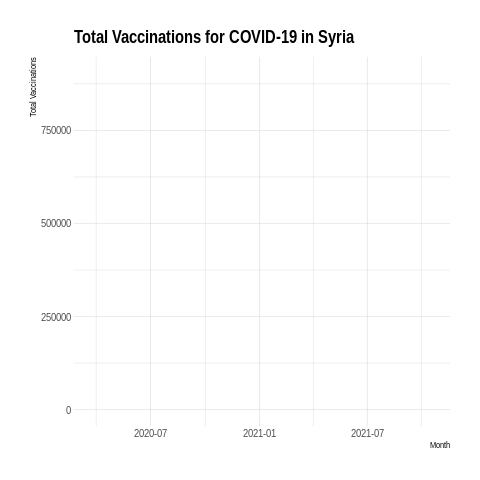 Total Vaccinations for COVID-19 in Syria
Total Vaccinations
750000
500000
250000
0
2020-07 2021-01 2021-07
Month